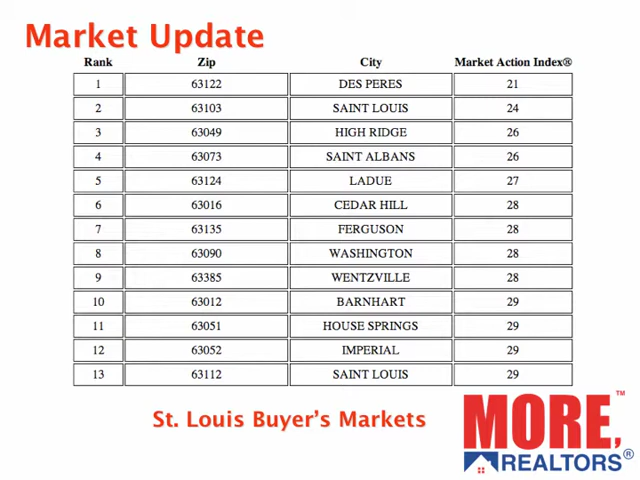 Market Update
Rank Zip City Market Action Index®
1 63122 DES PERES 21
2 63103 SAINT LOUIS 24
3 63049 HIGH RIDGE 26
4 63073 SAINT ALBANS 26
5 63124 LADUE 27
6 63016 CEDAR HILL 28
7 63135 FERGUSON 28
8 63090 WASHINGTON 28
9 63385 WENTZVILLE 28
10 63012 BARNHART 29
11 63051 HOUSE SPRINGS 29
12 63052 IMPERIAL 29
13 63112 SAINT LOUIS 29
St. Louis Buyer's Markets
MORE,™
REALTORS®